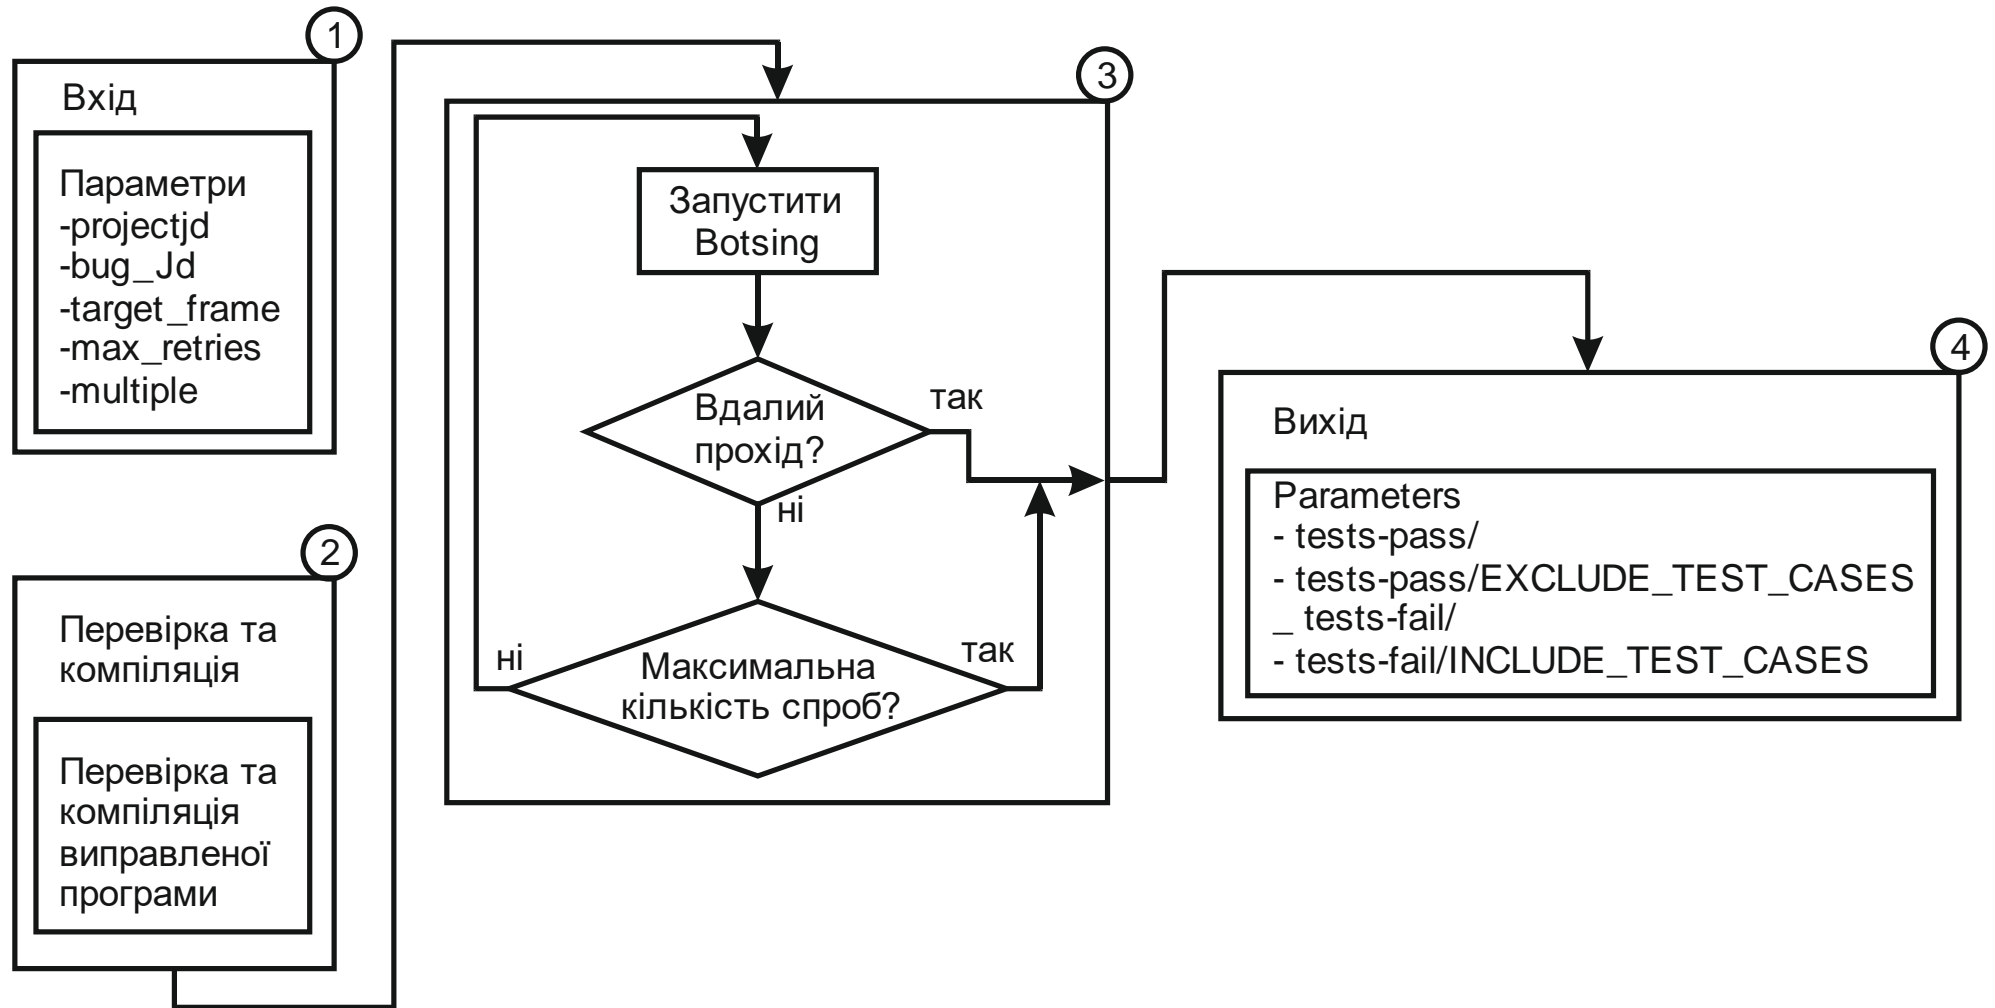 1
Вхід
Параметри
-projectjd
-bug_Jd
-target_frame
-max_retries
-multiple
2
Перевірка та
компіляція
Перевірка та
компіляція
виправленої
програми
3
Запустити
Botsing
Вдалий
прохід?
так
ні
Максимальна
кількість спроб?
ні
так
4
Вихід
Parameters
- tests-pass/
- tests-pass/EXCLUDE_TEST_CASES
_ tests-fail/
- tests-fail/INCLUDE_TEST_CASES